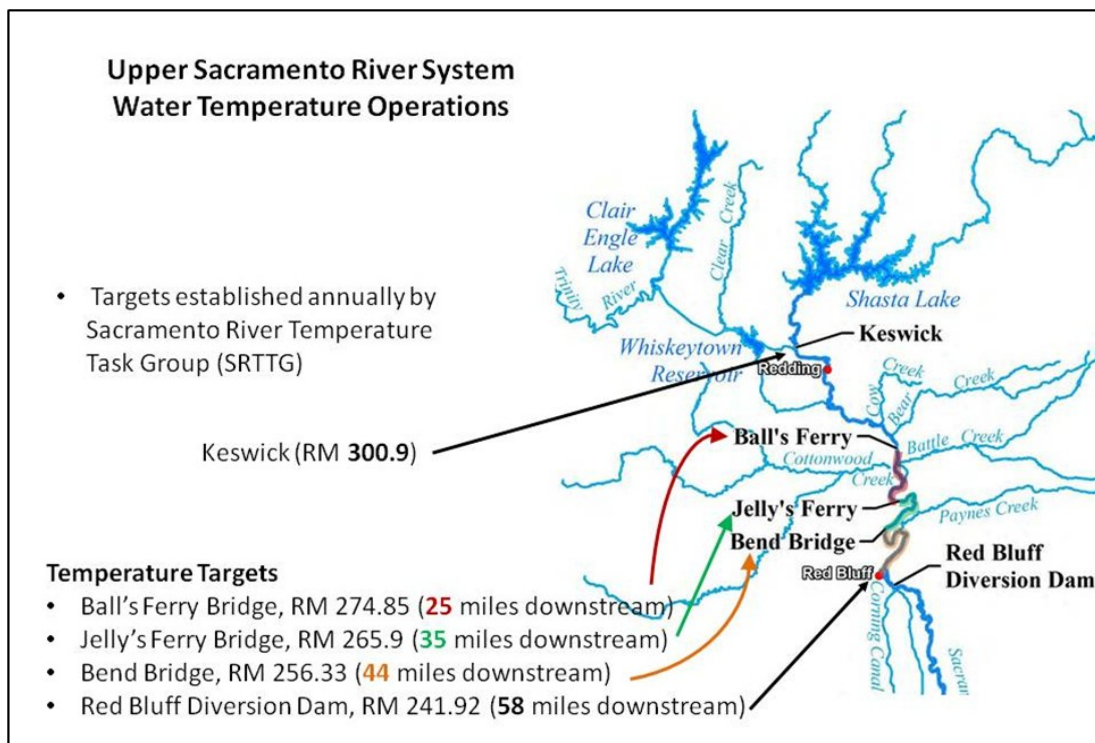 Upper Sacramento River System
Water Temperature Operations
• Targets established annually by
Sacramento River Temperature
Task Group (SRTTG)
Keswick (RM 300.9)
Temperature Targets
• Ball's Ferry Bridge, RM 274.85 (25 miles downstream)
• Jelly's Ferry Bridge, RM 265.9 (35 miles downstream)
• Bend Bridge, RM 256.33 (44 miles downstream)
• Red Bluff Diversion Dam, RM 241.92 (58 miles downstream)
Clair
Engle
Lake
Trinity
River
Clear Creek
Shasta Lake
Keswick
Whiskeytown
Reservoir
Redding
Cow
Creek
Bear
Creek
Ball's Ferry
Battle Creek
Cottonwood
Creek
Jelly's Ferry
Paynes Creek
Bend Bridge
Red Bluff
Diversion Dam
Red Bluff
Corning Canal
Sacran